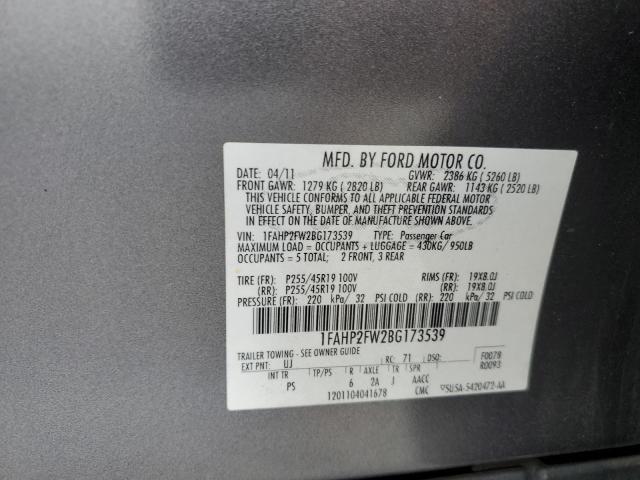 MFD. BY FORD MOTOR CO.
DATE: 04/11 GVWR: 2386 KG ( 5260 LB)
FRONT GAWR: 1279 KG ( 2820 LB) REAR GAWR: 1143 KG ( 2520 LB)
THIS VEHICLE CONFORMS TO ALL APPLICABLE FEDERAL MOTOR
VEHICLE SAFETY, BUMPER, AND THEFT PREVENTION STANDARDS
IN EFFECT ON THE DATE OF MANUFACTURE SHOWN ABOVE.
VIN: 1FAHP2FW2BG173539 TYPE: Passenger Car
MAXIMUM LOAD = OCCUPANTS + LUGGAGE = 430KG/ 950LB
OCCUPANTS = 5 TOTAL; 2 FRONT, 3 REAR
TIRE (FR): P255/45R19 100V RIMS (FR): 19X8.0J
(RR): P255/45R19 100V (RR): 19X8.0J
PRESSURE (FR): 220 kPa/ 32 PSI COLD (RR): 220 kPa/ 32 PSI COLD
1FAHP2FW2BG173539
TRAILER TOWING - SEE OWNER GUIDE
EXT PNT: UJ RC: 71 DSO: F0078
INT TR TP/PS R AXLE TR SPR R0093
PS 6 2A J AACC
1201104041678 CMC 5U5A-5420472-AA